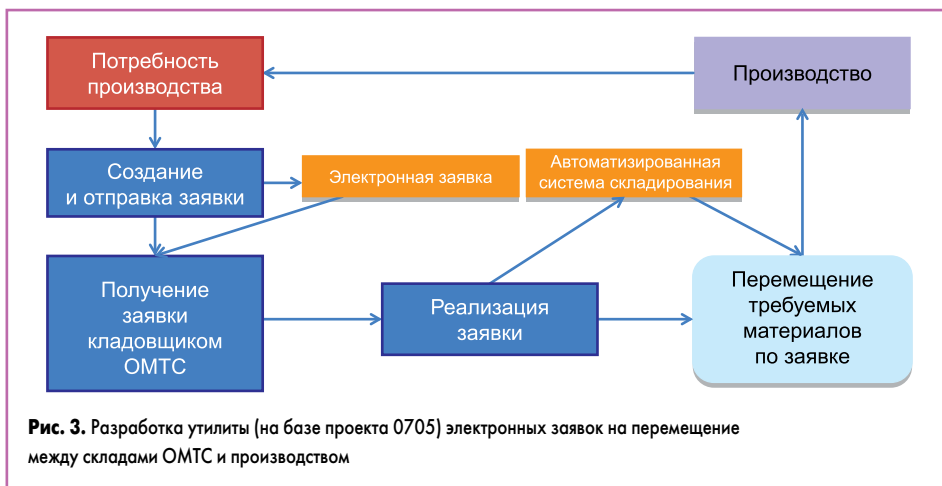 Потребность
производства
Производство
Создание
и отправка заявки
Электронная заявка
Автоматизированная
система складирования
Получение
заявки
кладовщиком
ОМТС
Реализация
заявки
Перемещение
требуемых
материалов
по заявке
Рис. 3. Разработка утилиты (на базе проекта 0705) электронных заявок на перемещение
между складами ОМТС и производством